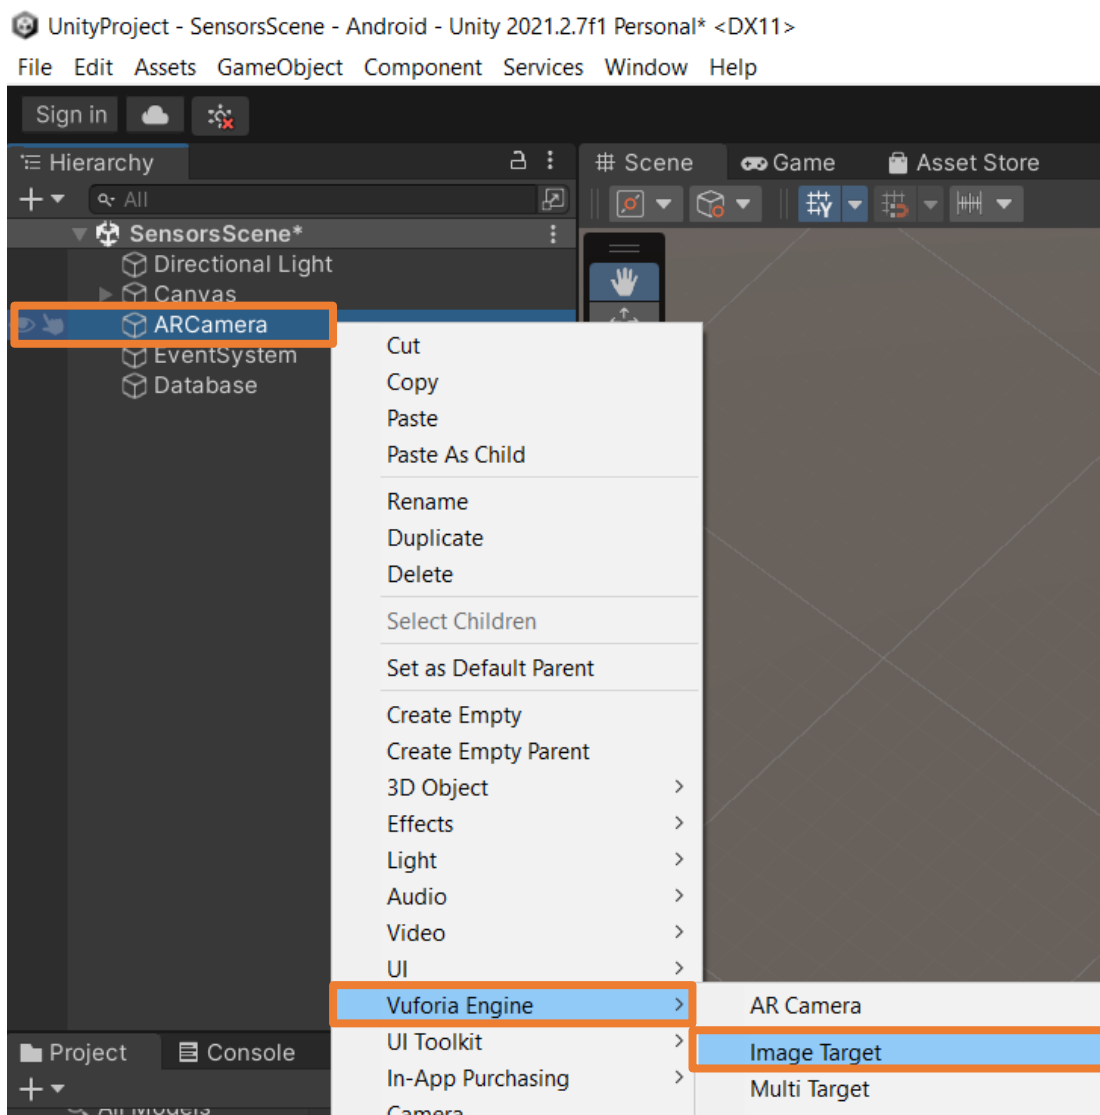 UnityProject - SensorsScene - Android - Unity 2021.2.7f1 Personal* <DX11>
File Edit Assets GameObject Component Services Window Help
Sign in
Hierarchy
Scene Game Asset Store
All
SensorsScene*
Directional Light
Canvas
ARCamera
EventSystem
Database
Cut
Copy
Paste
Paste As Child
Rename
Duplicate
Delete
Select Children
Set as Default Parent
Create Empty
Create Empty Parent
3D Object
Effects
Light
Audio
Video
UI
Vuforia Engine
AR Camera
UI Toolkit
Image Target
In-App Purchasing
Multi Target
Camera
Project Console
All Models